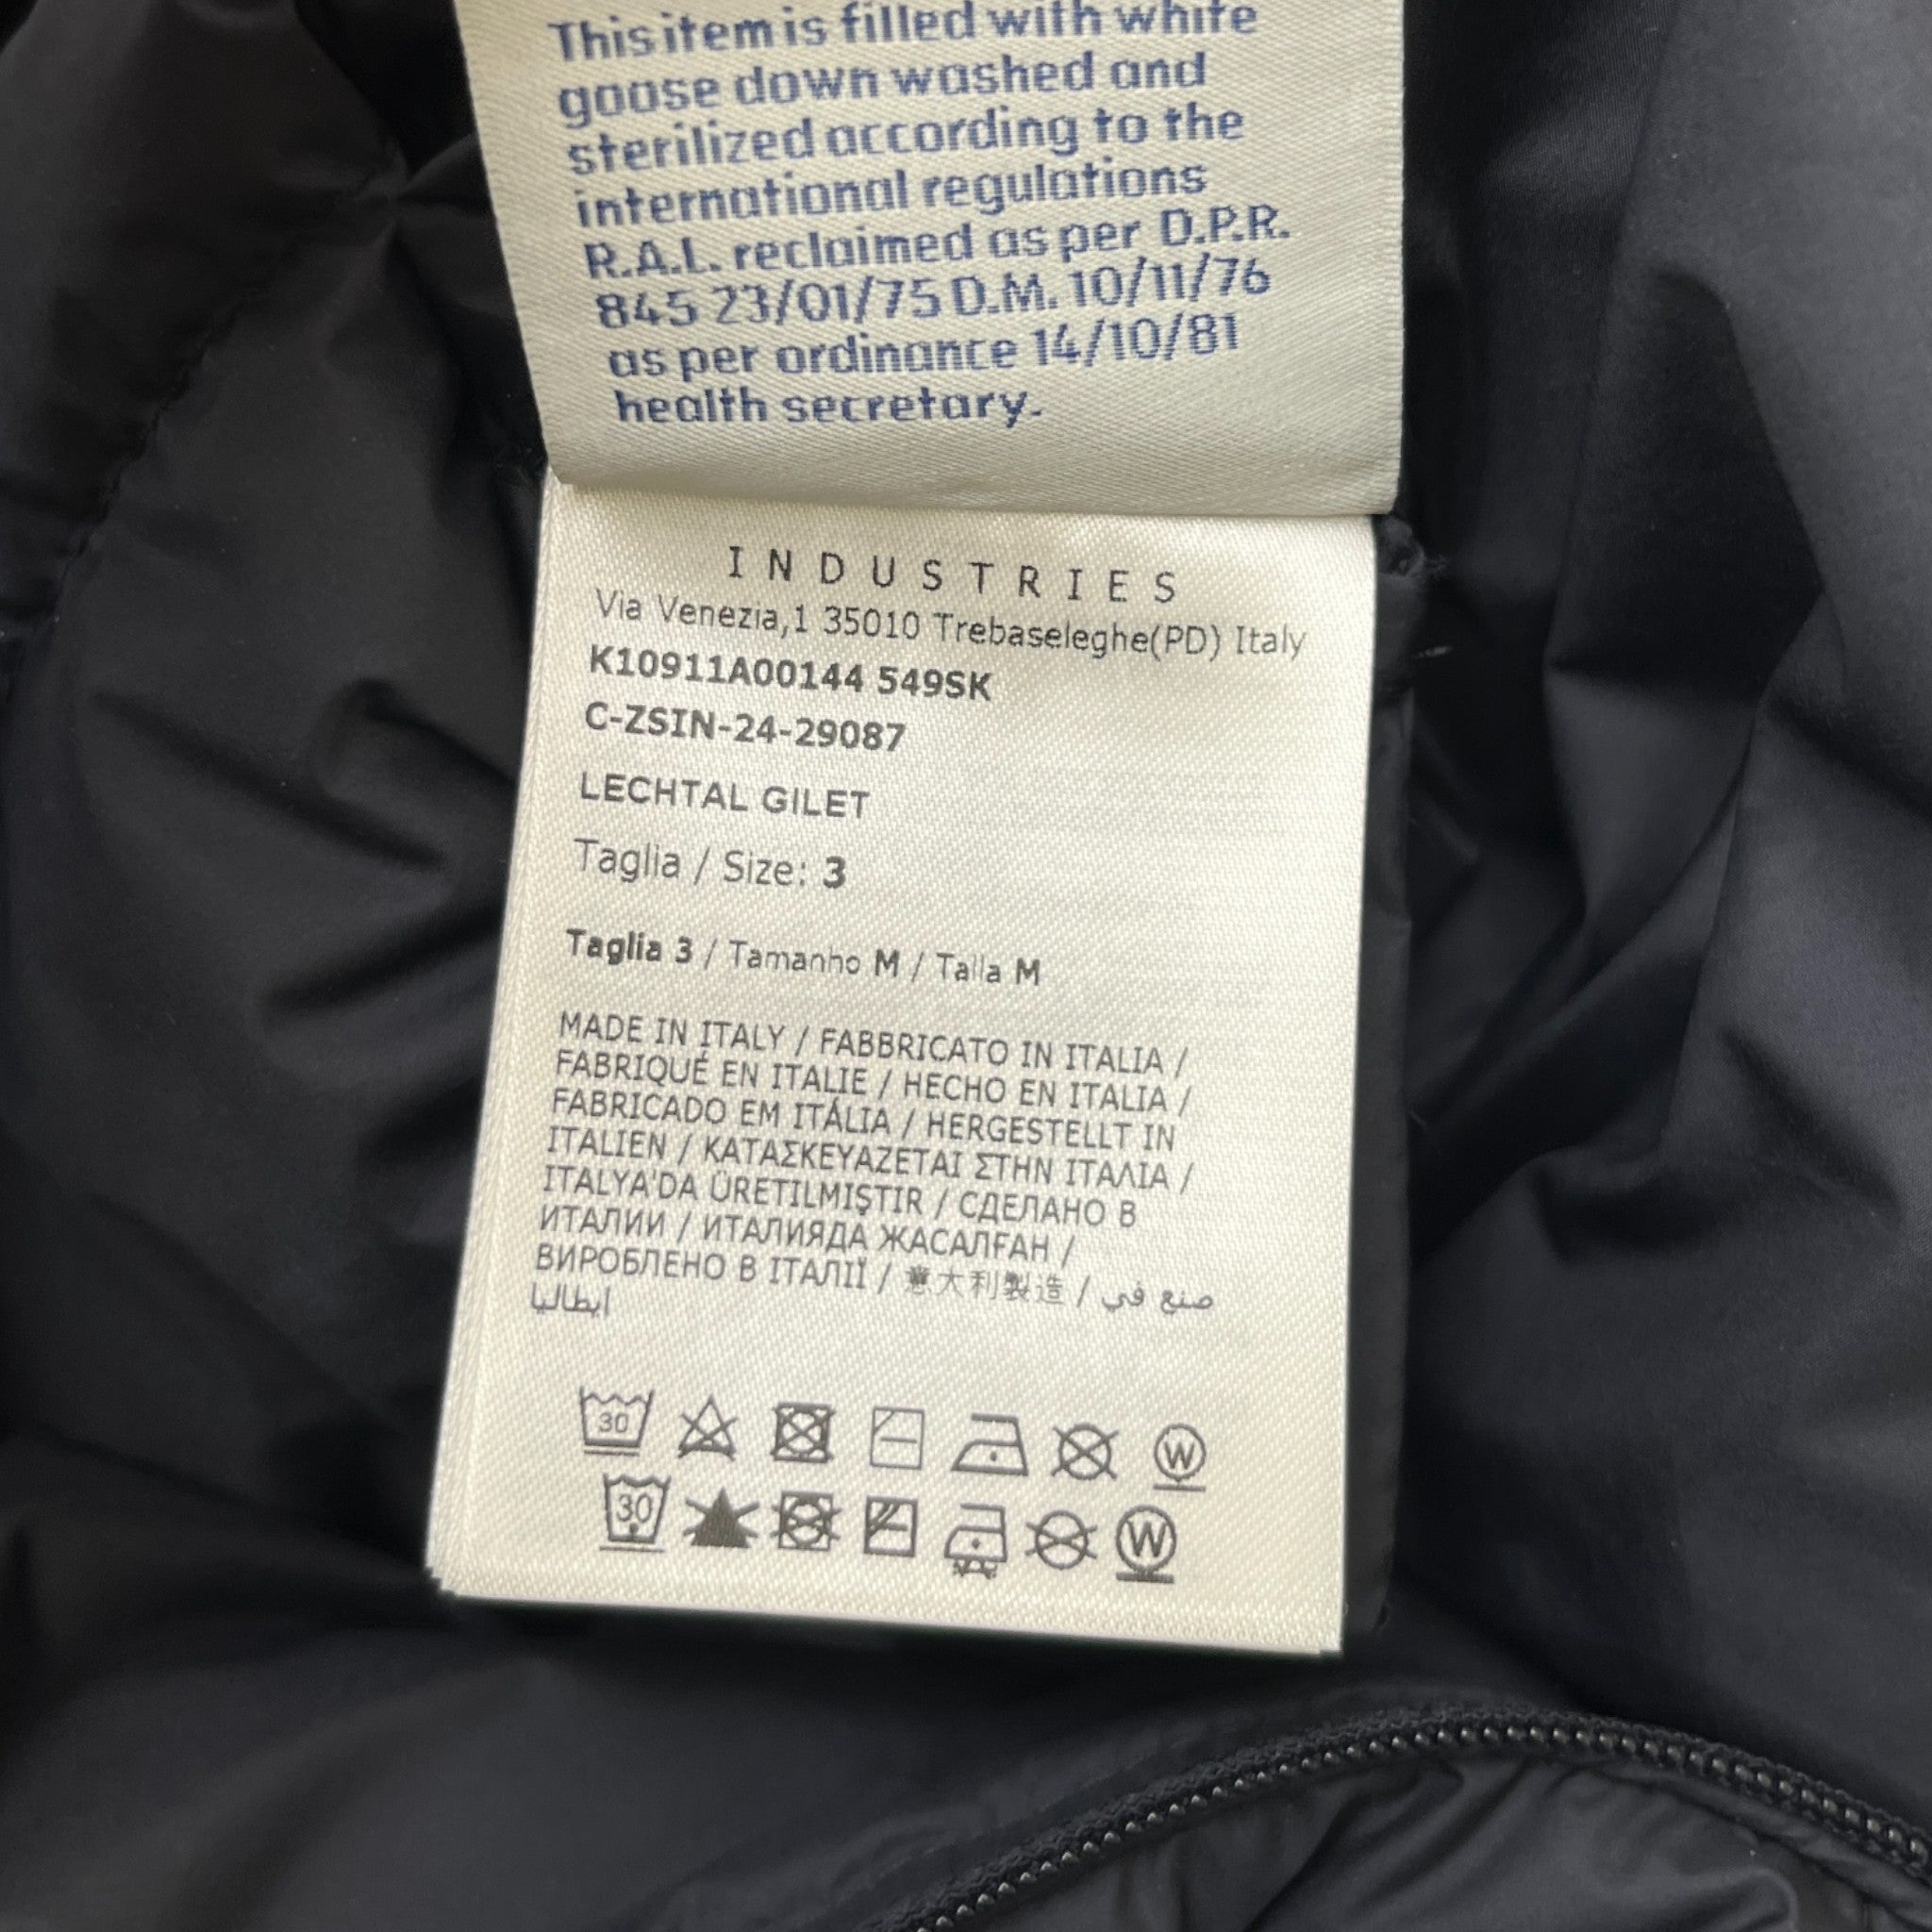 This item is filled with white
goose down washed and
sterilized according to the
international regulations
R.A.L. reclaimed as per D.P.R.
845 23/01/75 D.M. 10/11/76
as per ordinance 14/10/81
health secretary.
INDUSTRIES
Via Venezia,1 35010 Trebaseleghe(PD) Italy
K10911A00144 549SK
C-ZSIN-24-29087
LECHTAL GILET
Taglia / Size: 3
Taglia 3 / Tamanho M / Talla M
MADE IN ITALY / FABBRICATO IN ITALIA /
FABRIQUÉ EN ITALIE / HECHO EN ITALIA /
FABRICADO EM ITÁLIA / HERGESTELLT IN
ITALIEN / ΚΑΤΑΣΚΕΥΑΖΕΤΑΙ ΣΤΗΝ ΙΤΑΛΙΑ /
ITALYA'DA ÜRETILMIŞTIR / СДЕЛАНО В
ИТАЛИИ / ИТАЛИЯДА ЖАСАЛҒАН /
ВИРОБЛЕНО В ІТАЛІЇ / 意大利製造 / صنع في
ايطاليا
30 W
30 W